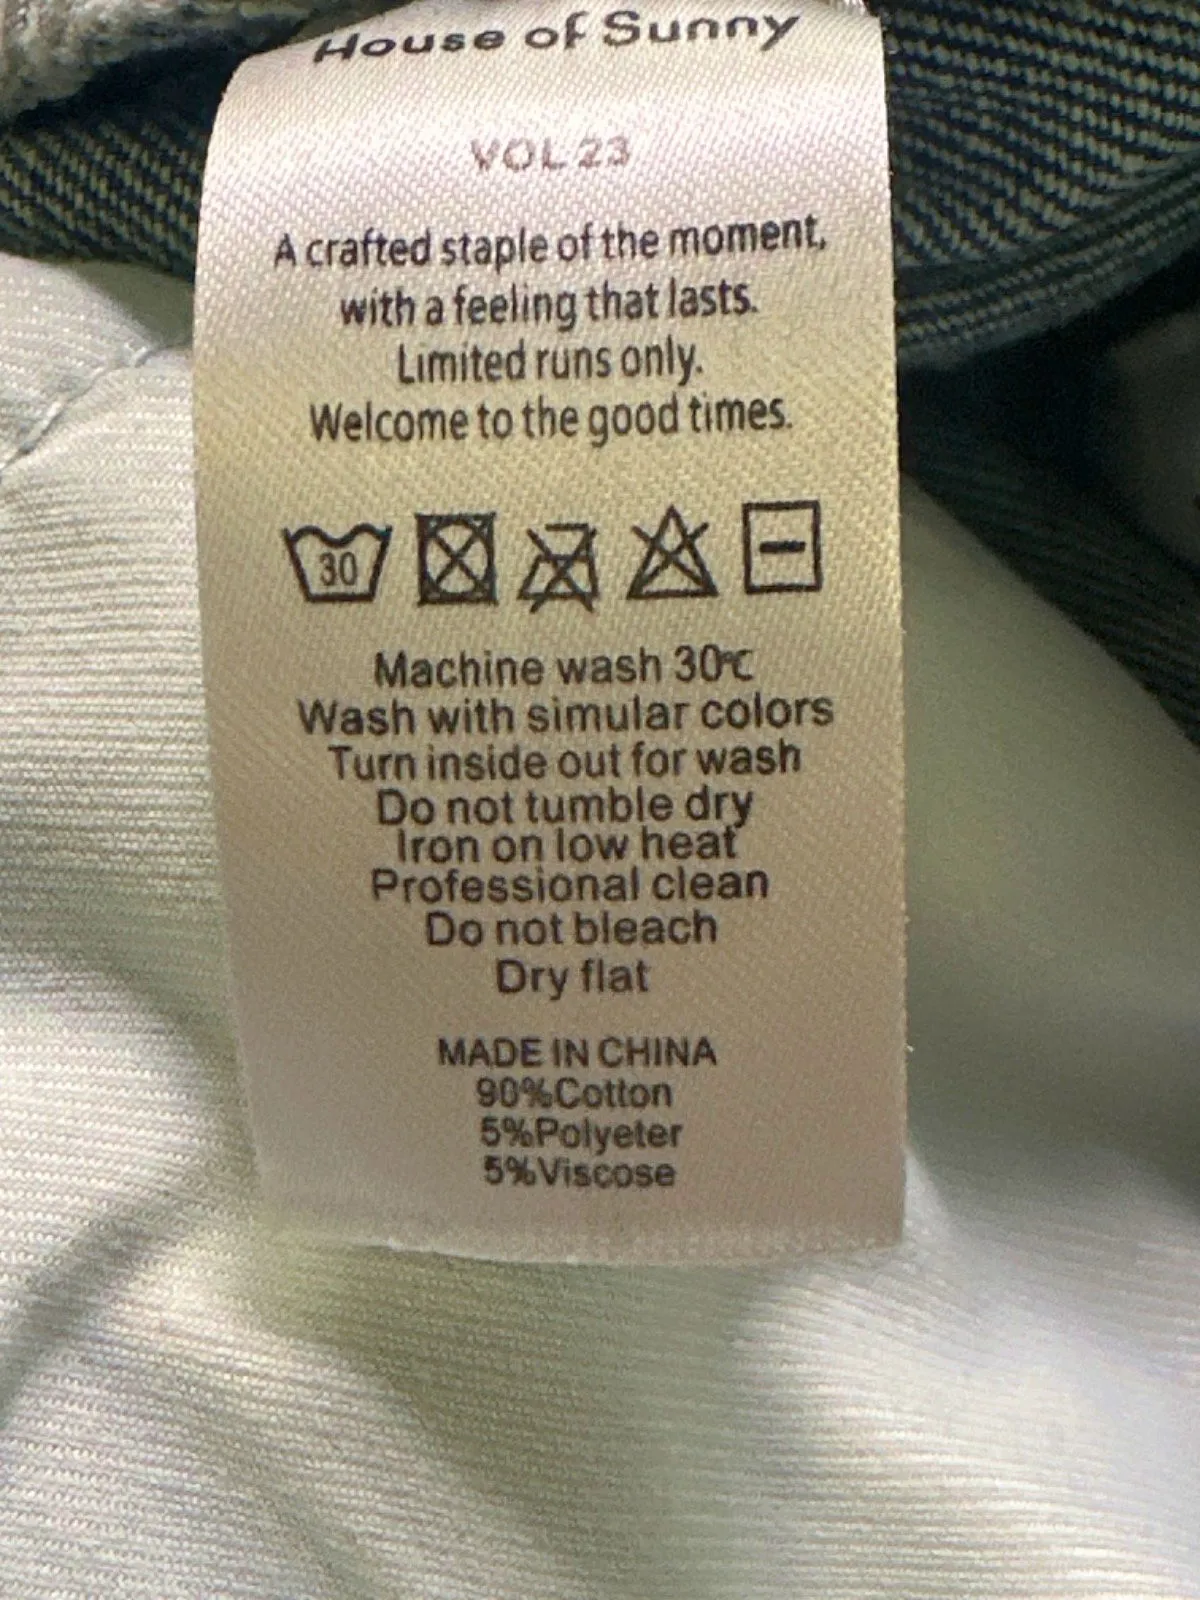 House of Sunny
VOL 23
A crafted staple of the moment,
with a feeling that lasts.
Limited runs only.
Welcome to the good times.
30
Machine wash 30℃
Wash with simular colors
Turn inside out for wash
Do not tumble dry
Iron on low heat
Professional clean
Do not bleach
Dry flat
MADE IN CHINA
90%Cotton
5%Polyeter
5%Viscose